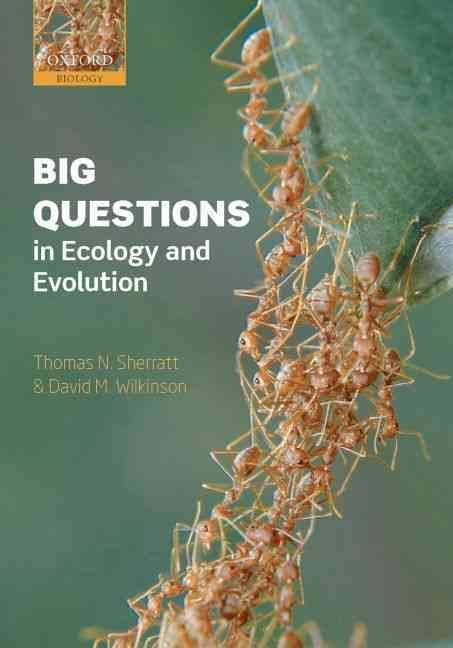 OXFORD
BIOLOGY
BIG
QUESTIONS
in Ecology and
Evolution
Thomas N. Sherratt
& David M. Wilkinson